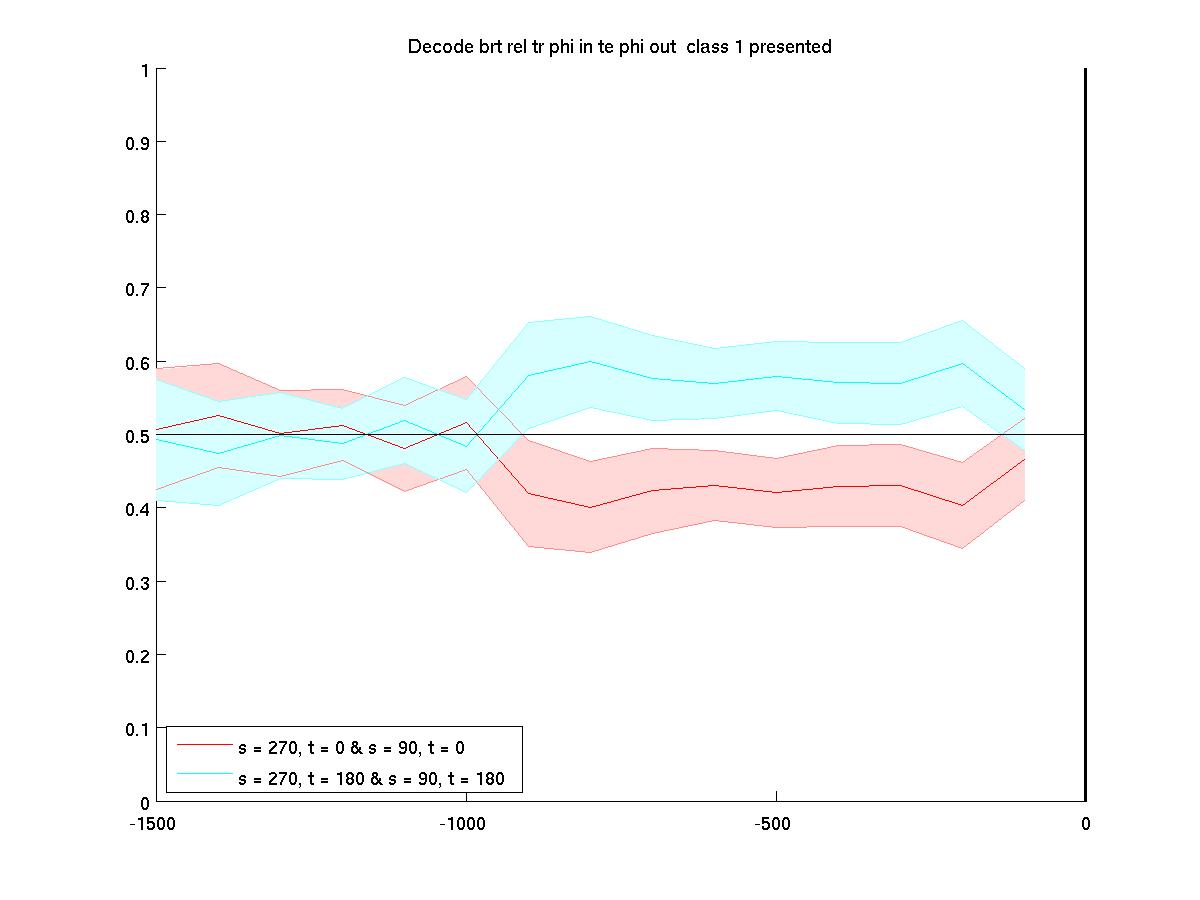 Decode brt rel tr phi in te phi out  class 1 presented
1
0.9
0.8
0.7
0.6
0.5
0.4
0.3
0.2
0.1
0
s = 270, t = 0 & s = 90, t = 0
s = 270, t = 180 & s = 90, t = 180
-1500 -1000 -500 0